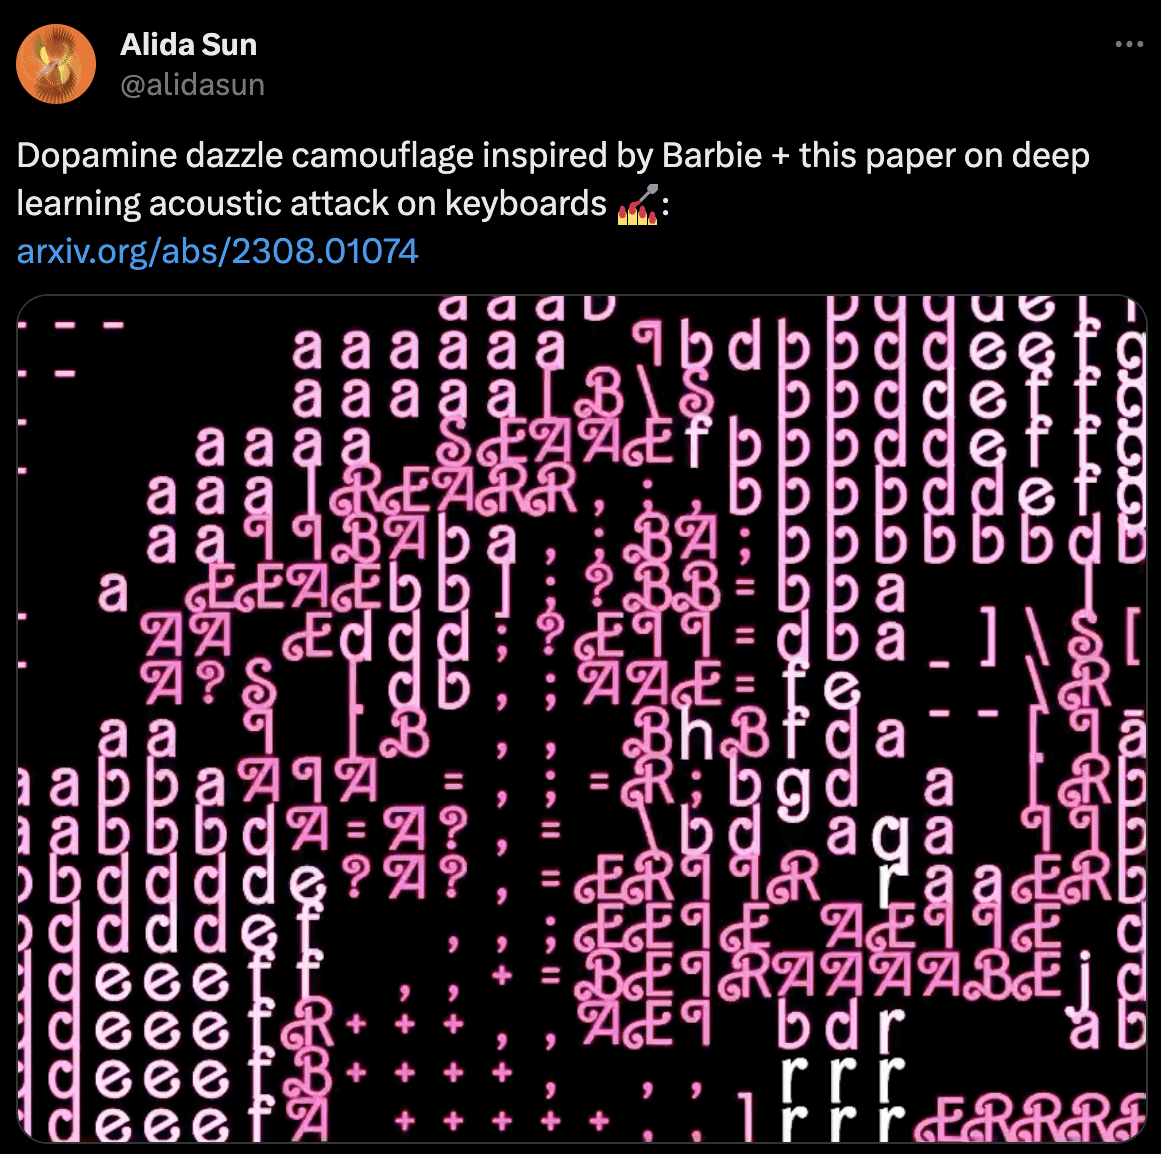 Alida Sun
@alidasun
Dopamine dazzle camouflage inspired by Barbie + this paper on deep
learning acoustic attack on keyboards 💅:
arxiv.org/abs/2308.01074
- - - a a a a a a b d b b d d e e f
- - a a a a a [ B \ S b b d d e f f
a a a a S E A A E f b b b d d e f f
a a a [ R E A R R , ; , b b b b d d e f
a a B A b a , ; B A ; b b b b b b d b
a E E A E b b ] ; ? B B = b b a [
A A E d d d ; ? E = d b a - ] \ S [
A ? S [ d b , ; A A E = f e \ R
a a [ B , , B h B f d a - - [ a
a a b b a A A = , ; = R ; b g d a [ R b
a a b b b d A = A ? , = \ b d a g a b
b b d d d d e ? A ? , = E R R r a a E R b
d d d d e f , , ; E E E A E E d
d d e e e f f , , + = B E R A A A A B E j d
d d e e e f R + + + , , A E b d r a b
d d e e e f B + + + + , , , r r r
d d e e e f A + + + + + , , ] r r r E R R R